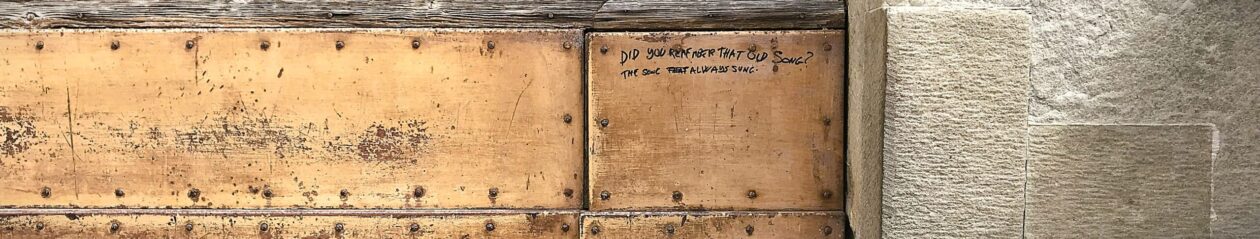 DID YOU REMEMBER THAT OLD SONG?
THE SONG THAT ALWAYS SUNG.